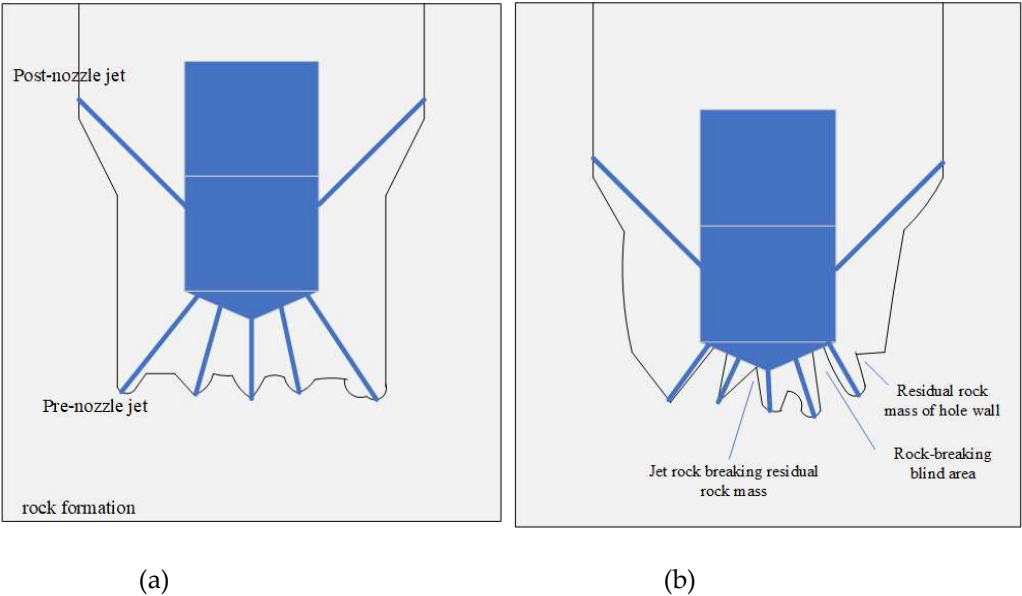 Post-nozzle jet
Pre-nozzle jet
rock formation
Residual rock
mass of hole wall
Rock-breaking
blind area
Jet rock breaking residual
rock mass
(a)
(b)